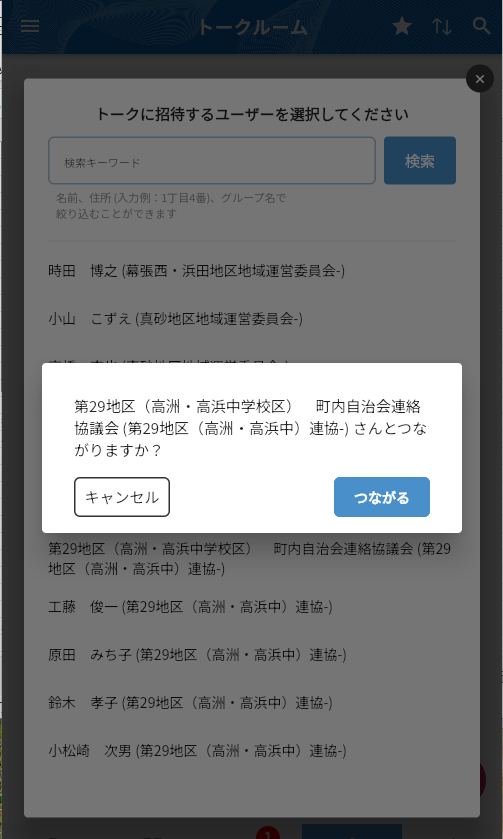 トークルーム
トークに招待するユーザーを選択してください
検索キーワード
検索
名前、住所 (入力例：1丁目4番)、グループ名で
絞り込むことができます
時田　博之 (幕張西・浜田地区地域運営委員会-)
小山　こずえ (真砂地区地域運営委員会-)
第29地区（高洲・高浜中学校区）　町内自治会連絡
協議会 (第29地区（高洲・高浜中）連協-) さんとつな
がりますか？
キャンセル
つながる
第29地区（高洲・高浜中学校区）　町内自治会連絡協議会 (第29
地区（高洲・高浜中）連協-)
工藤　俊一 (第29地区（高洲・高浜中）連協-)
原田　みち子 (第29地区（高洲・高浜中）連協-)
鈴木　孝子 (第29地区（高洲・高浜中）連協-)
小松崎　次男 (第29地区（高洲・高浜中）連協-)
1